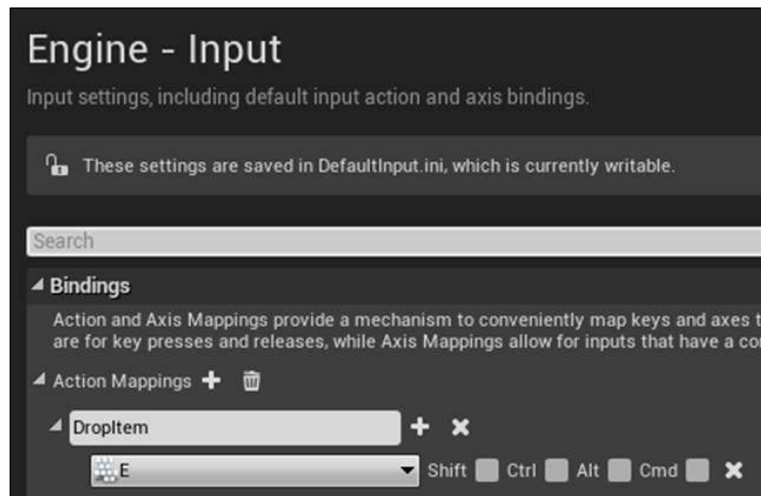 Engine - Input
Input settings, including default input action and axis bindings.
These settings are saved in DefaultInput.ini, which is currently writable.
Search
Bindings
Action and Axis Mappings provide a mechanism to conveniently map keys and axes
are for key presses and releases, while Axis Mappings allow for inputs that have a
Action Mappings
DropItem
E Shift Ctrl Alt Cmd